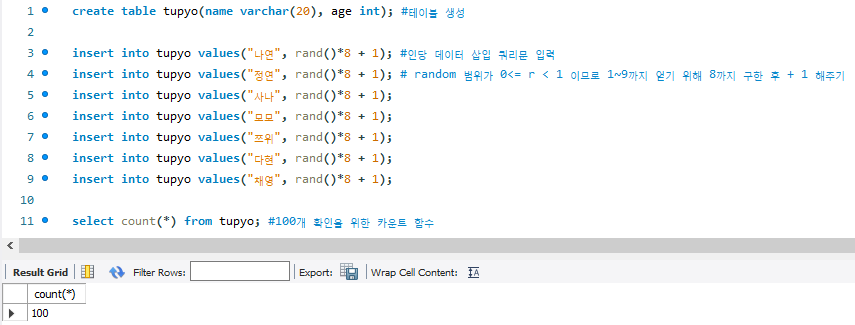 1 create table tupyo(name varchar(20), age int); #테이블 생성
2
3 insert into tupyo values("나연", rand()*8 + 1); #인당 데이터 삽입 쿼리문 입력
4 insert into tupyo values("정연", rand()*8 + 1); # random 범위가 0<= r < 1 이므로 1~9까지 얻기 위해 8까지 구한 후 + 1 해주기
5 insert into tupyo values("사나", rand()*8 + 1);
6 insert into tupyo values("모모", rand()*8 + 1);
7 insert into tupyo values("쯔위", rand()*8 + 1);
8 insert into tupyo values("다현", rand()*8 + 1);
9 insert into tupyo values("채영", rand()*8 + 1);
10
11 select count(*) from tupyo; #100개 확인을 위한 카운트 함수
Result Grid Filter Rows: Export: Wrap Cell Content:
count(*)
100